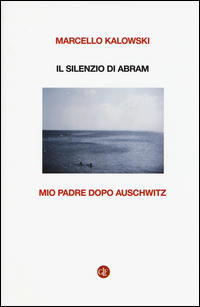 MARCELLO KALOWSKI
IL SILENZIO DI ABRAM
MIO PADRE DOPO AUSCHWITZ